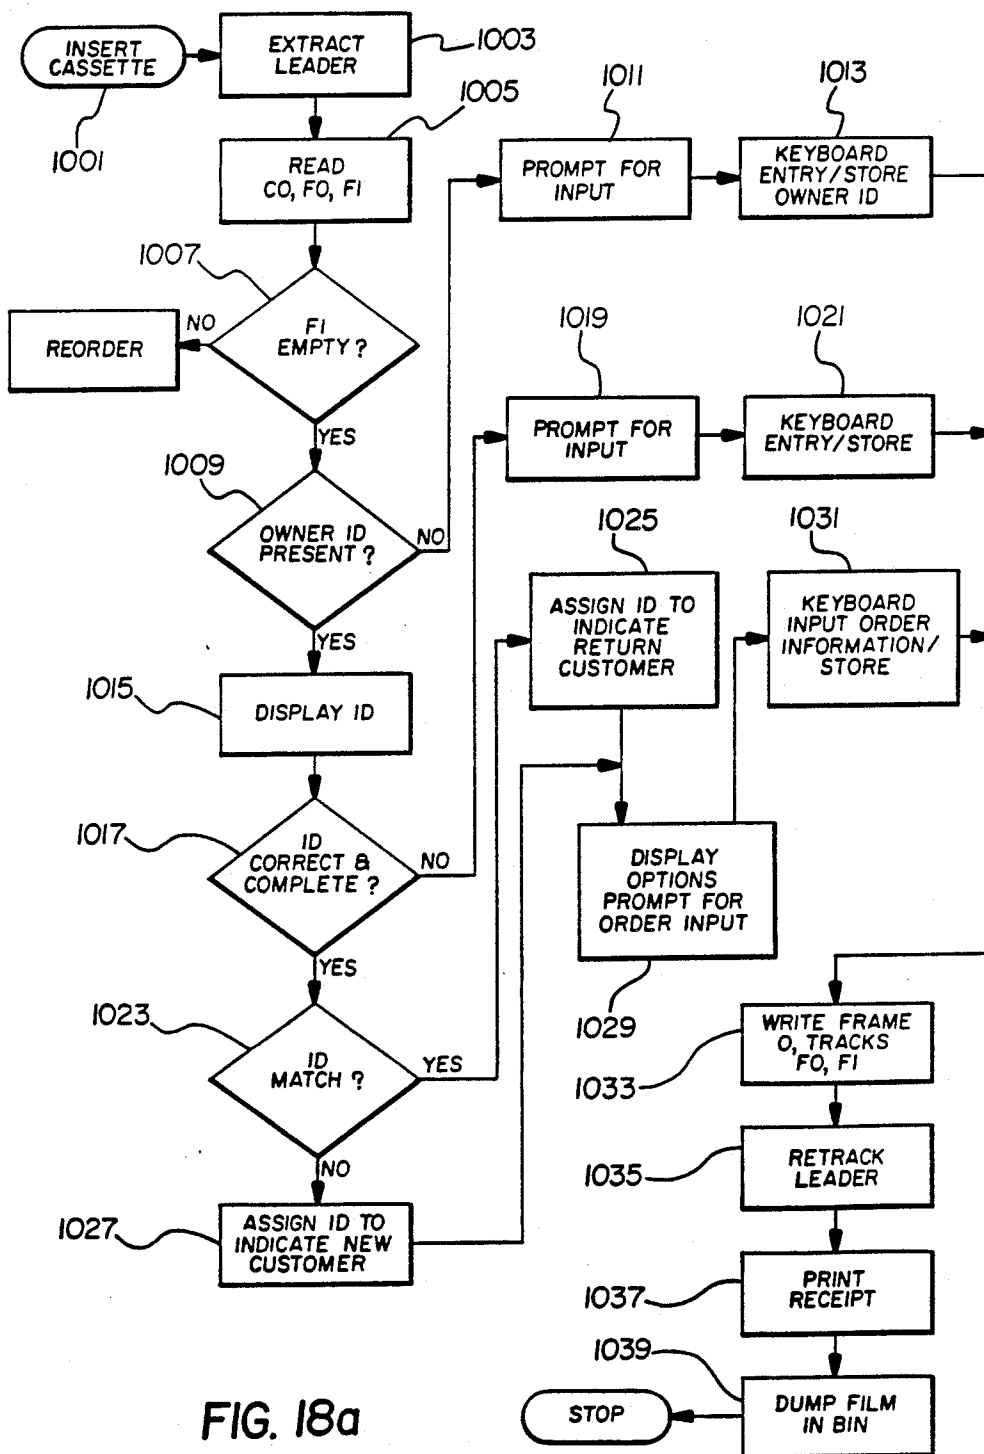 INSERT
CASSETTE
1001
EXTRACT
LEADER
1003
READ
CO, FO, FI
1005
1007
FI
EMPTY ?
NO
REORDER
YES
1009
OWNER ID
PRESENT ?
NO
YES
1011
PROMPT FOR
INPUT
1013
KEYBOARD
ENTRY/STORE
OWNER ID
1015
DISPLAY ID
1017
ID
CORRECT &
COMPLETE ?
NO
YES
1019
PROMPT FOR
INPUT
1021
KEYBOARD
ENTRY/STORE
1023
ID
MATCH ?
YES
NO
1025
ASSIGN ID TO
INDICATE
RETURN
CUSTOMER
1027
ASSIGN ID TO
INDICATE NEW
CUSTOMER
DISPLAY
OPTIONS
PROMPT FOR
ORDER INPUT
1029
1031
KEYBOARD
INPUT ORDER
INFORMATION/
STORE
1033
WRITE FRAME
O, TRACKS
FO, FI
1035
RETRACK
LEADER
1037
PRINT
RECEIPT
1039
DUMP FILM
IN BIN
STOP
FIG. 18a